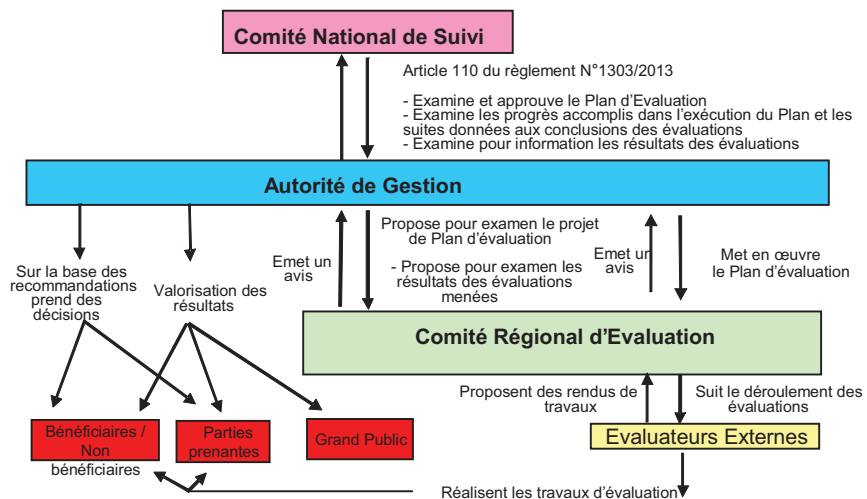 Comité National de Suivi
Article 110 du règlement N°1303/2013
- Examine et approuve le Plan d'Evaluation
- Examine les progrès accomplis dans l'exécution du Plan et les
suites données aux conclusions des évaluations
- Examine pour information les résultats des évaluations
Autorité de Gestion
Sur la base des
recommandations
prend des
décisions
Valorisation des
résultats
Emet un
avis
Propose pour examen le projet
de Plan d'évaluation
- Propose pour examen les
résultats des évaluations
menées
Emet un
avis
Met en œuvre
le Plan d'évaluation
Comité Régional d'Evaluation
Proposent des rendus de
travaux
Suit le déroulement des
évaluations
Bénéficiaires /
Non
bénéficiaires
Parties
prenantes
Grand Public
Evaluateurs Externes
Réalisent les travaux d'évaluation